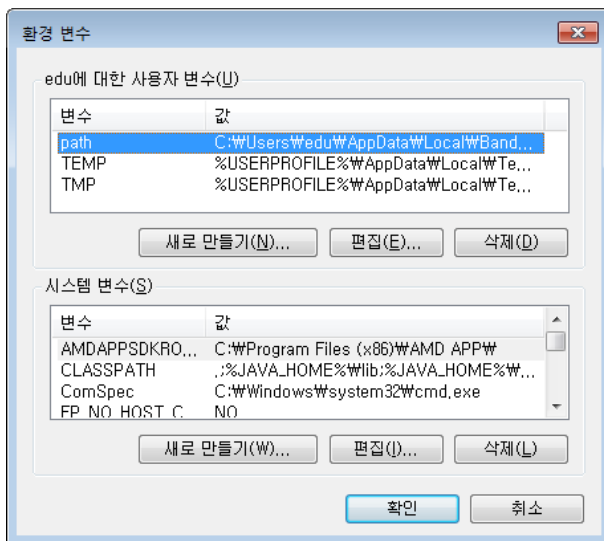 환경 변수
edu에 대한 사용자 변수(U)
변수 값
path C:₩Users₩edu₩AppData₩Local₩Band...
TEMP %USERPROFILE%₩AppData₩Local₩Te...
TMP %USERPROFILE%₩AppData₩Local₩Te...
새로 만들기(N)... 편집(E)... 삭제(D)
시스템 변수(S)
변수 값
AMDAPPSDKRO... C:₩Program Files (x86)₩AMD APP₩
CLASSPATH .;%JAVA_HOME%₩lib;%JAVA_HOME%₩...
ComSpec C:₩Windows₩system32₩cmd.exe
FP_NO_HOST_C... NO
새로 만들기(W)... 편집(I)... 삭제(L)
확인 취소